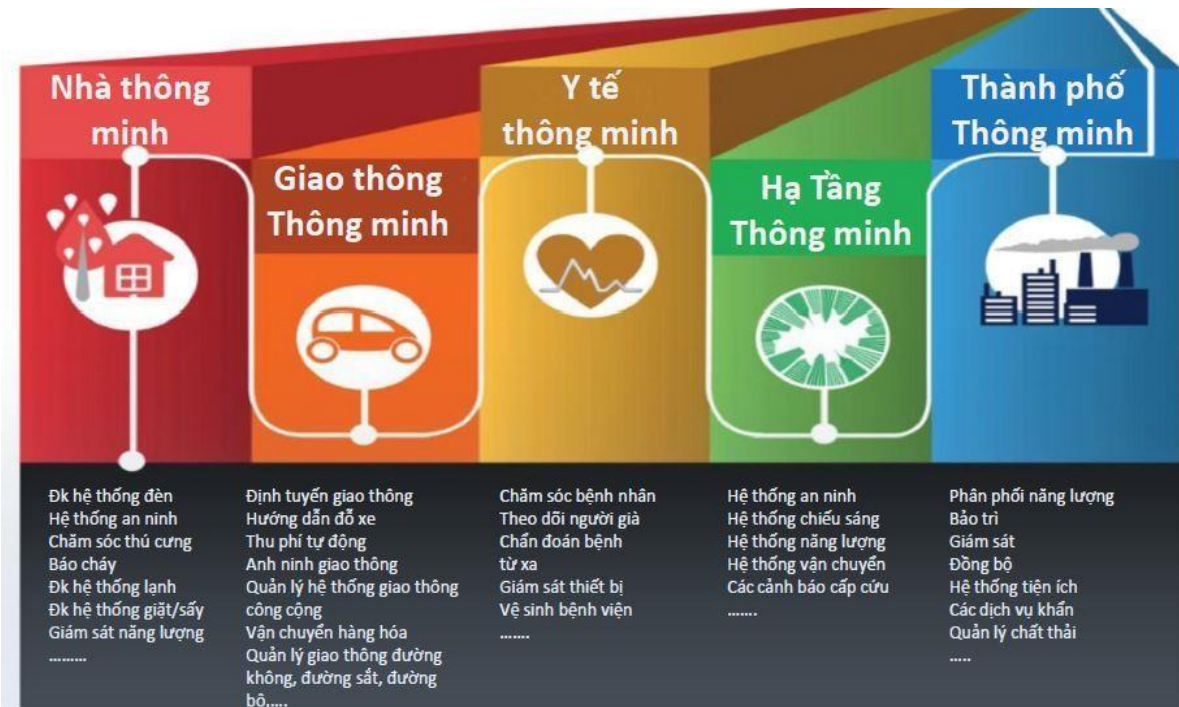 Nhà thông
minh
Giao thông
Thông minh
Y tế
thông minh
Hạ Tầng
Thông minh
Thành phố
Thông minh
Đk hệ thống đèn
Hệ thống an ninh
Chăm sóc thú cưng
Báo cháy
Đk hệ thống lạnh
Đk hệ thống giặt/sấy
Giám sát năng lượng
.........
Định tuyến giao thông
Hướng dẫn đỗ xe
Thu phí tự động
Anh ninh giao thông
Quản lý hệ thống giao thông
công cộng
Vận chuyển hàng hóa
Quản lý giao thông đường
không, đường sắt, đường
bộ,....
Chăm sóc bệnh nhân
Theo dõi người già
Chẩn đoán bệnh
từ xa
Giám sát thiết bị
Vệ sinh bệnh viện
.......
Hệ thống an ninh
Hệ thống chiếu sáng
Hệ thống năng lượng
Hệ thống vận chuyển
Các cảnh báo cấp cứu
.......
Phân phối năng lượng
Bảo trì
Giám sát
Đồng bộ
Hệ thống tiện ích
Các dịch vụ khẩn
Quản lý chất thải
.....